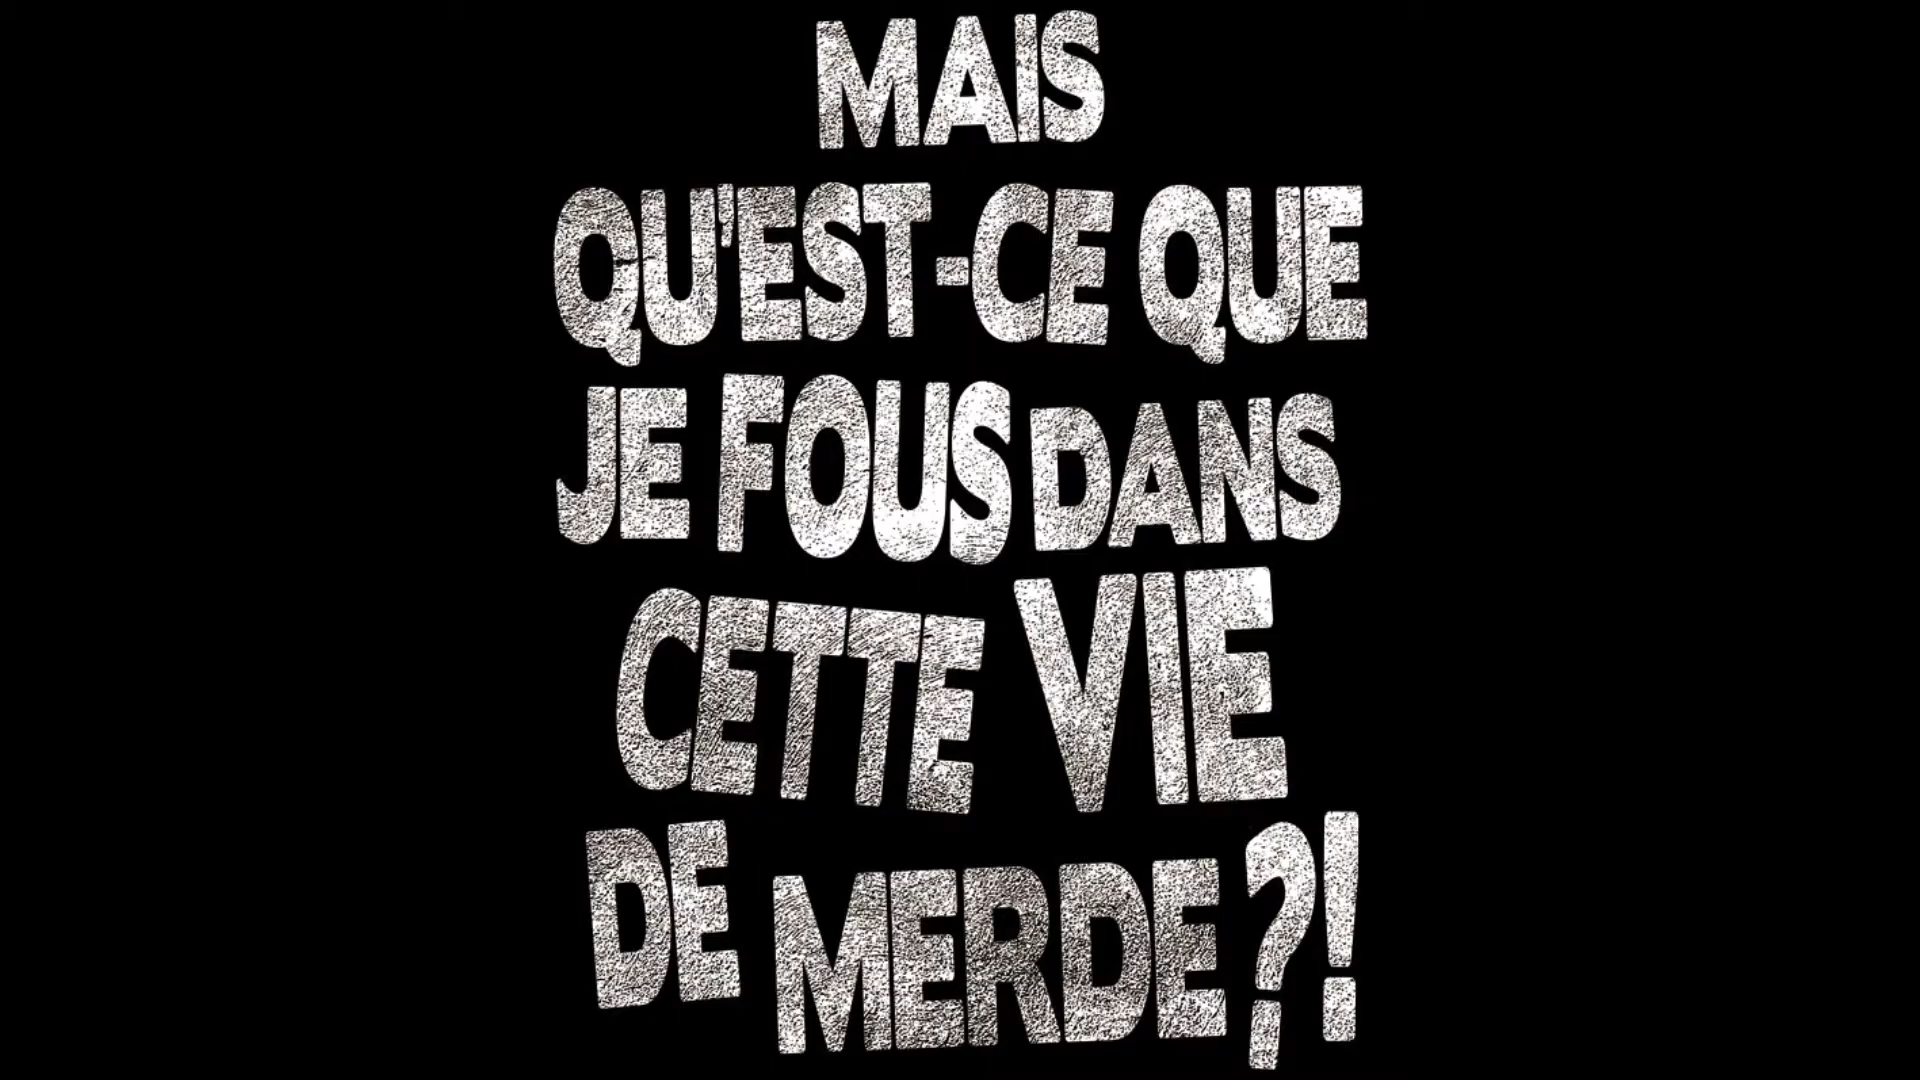 MAIS
QU'EST-CE QUE
JE FOUS DANS
CETTE VIE
DE MERDE ?!